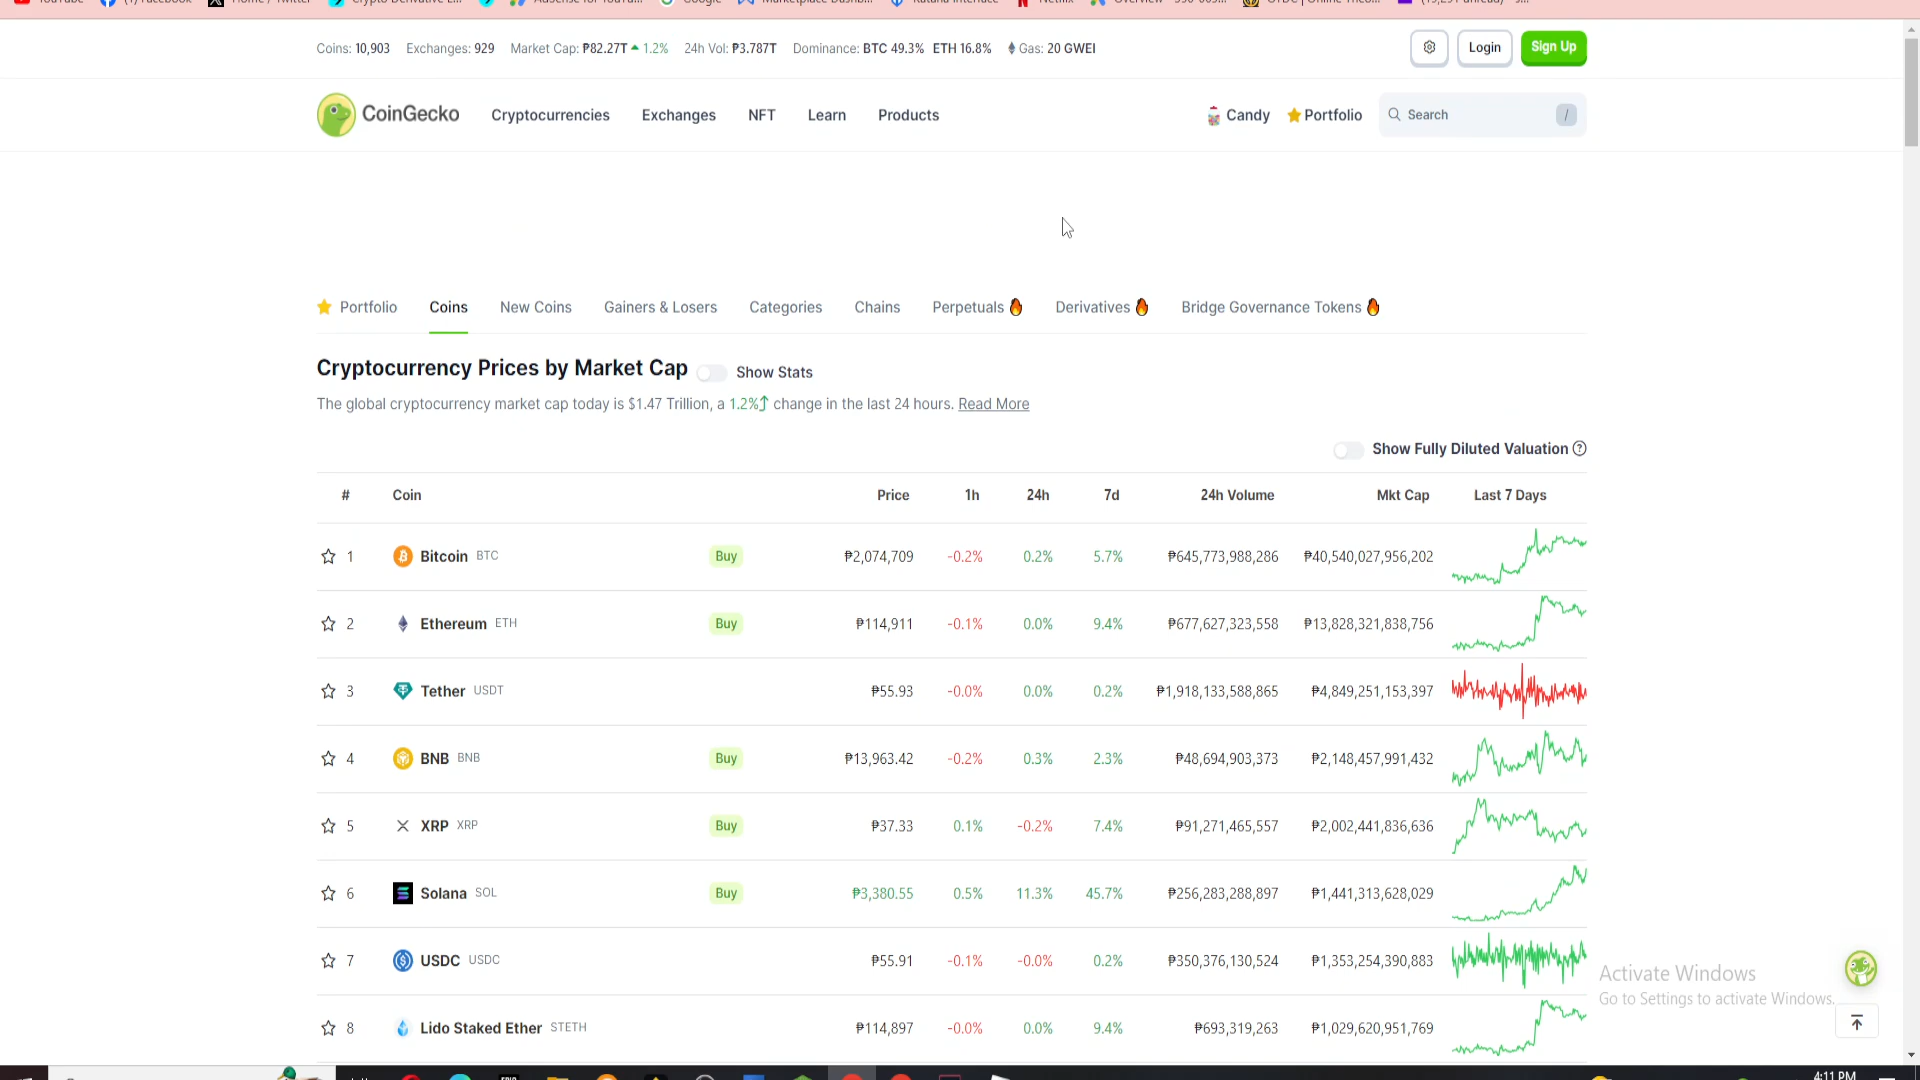 Coins: 10,903 Exchanges: 929 Market Cap: ₱82.27T 1.2% 24h Vol: ₱3.787T Dominance: BTC 49.3% ETH 16.8% Gas: 20 GWEI
Login
Sign Up
CoinGecko Cryptocurrencies Exchanges NFT Learn Products Candy Portfolio Search /
Portfolio Coins New Coins Gainers & Losers Categories Chains Perpetuals Derivatives Bridge Governance Tokens
Cryptocurrency Prices by Market Cap Show Stats
The global cryptocurrency market cap today is $1.47 Trillion, a 1.2% change in the last 24 hours. Read More
Show Fully Diluted Valuation ?
# Coin Price 1h 24h 7d 24h Volume Mkt Cap Last 7 Days
1 Bitcoin BTC Buy ₱2,074,709 -0.2% 0.2% 5.7% ₱645,773,988,286 ₱40,540,027,956,202
2 Ethereum ETH Buy ₱114,911 -0.1% 0.0% 9.4% ₱677,627,323,558 ₱13,828,321,838,756
3 Tether USDT ₱55.93 -0.0% 0.0% 0.2% ₱1,918,133,588,865 ₱4,849,251,153,397
4 BNB BNB Buy ₱13,963.42 -0.2% 0.3% 2.3% ₱48,694,903,373 ₱2,148,457,991,432
5 XRP XRP Buy ₱37.33 0.1% -0.2% 7.4% ₱91,271,465,557 ₱2,002,441,836,636
6 Solana SOL Buy ₱3,380.55 0.5% 11.3% 45.7% ₱256,283,288,897 ₱1,441,313,628,029
7 USDC USDC ₱55.91 -0.1% -0.0% 0.2% ₱350,376,130,524 ₱1,353,254,390,883
8 Lido Staked Ether STETH ₱114,897 -0.0% 0.0% 9.4% ₱693,319,263 ₱1,029,620,951,769
Activate Windows
Go to Settings to activate Windows.
4:11 PM